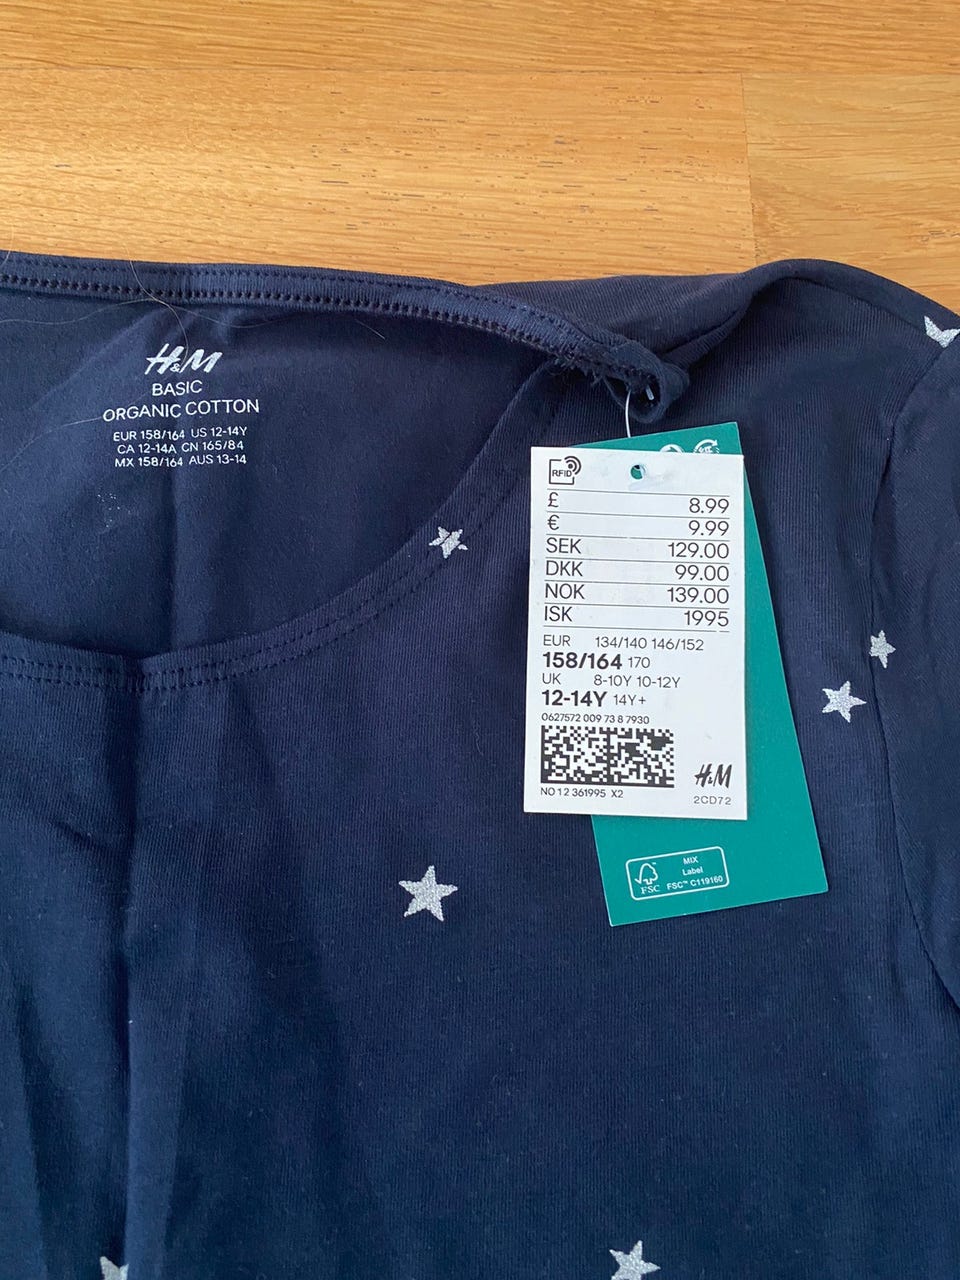 H&M
BASIC
ORGANIC COTTON
EUR 158/164 US 12-14Y
CA 12-14A CN 165/84
MX 158/164 AUS 13-14
RFID
£ 8.99
€ 9.99
SEK 129.00
DKK 99.00
NOK 139.00
ISK 1995
EUR 134/140 146/152
158/164 170
UK 8-10Y 10-12Y
12-14Y 14Y+
0627572 009 73 8 7930
NO 12 361995 X2
H&M
2CD72
FSC
MIX
Label
FSC™ C119160